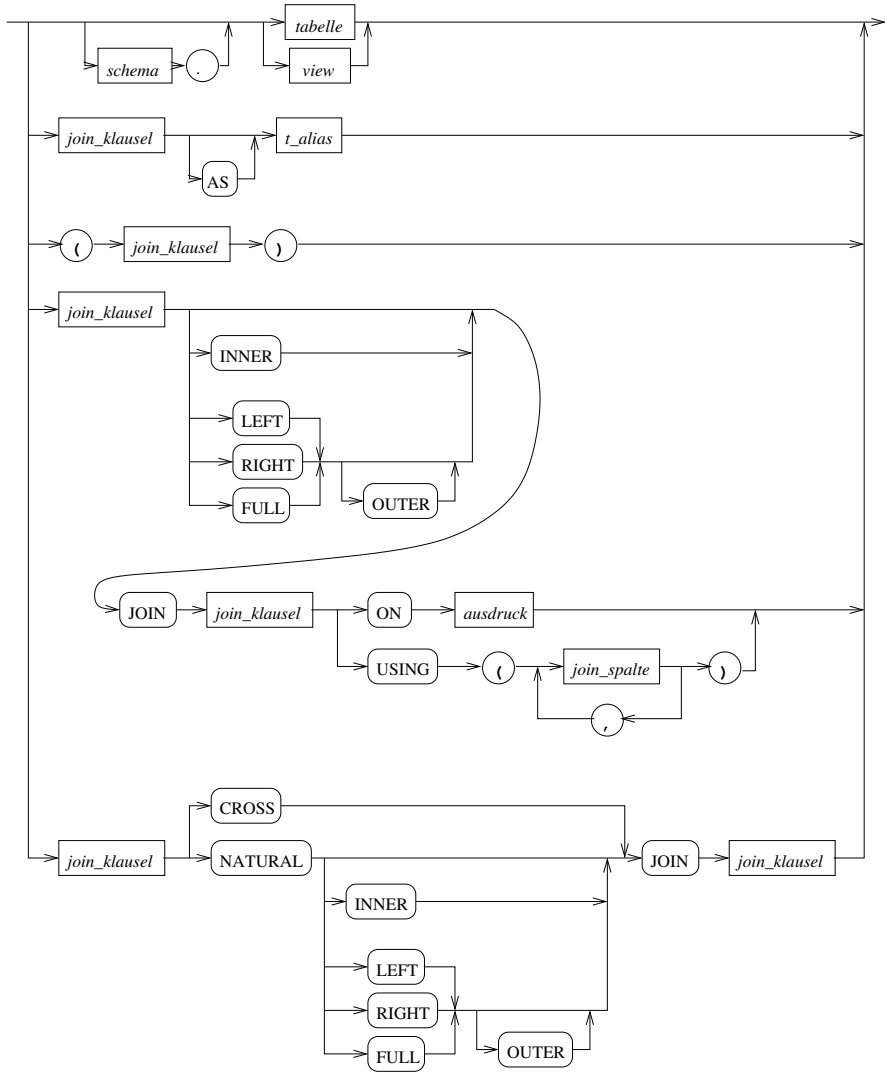 tabelle
schema .
view
join_klausel t_alias
AS
( join_klausel )
join_klausel
INNER
LEFT
RIGHT
FULL OUTER
JOIN join_klausel ON ausdruck
USING ( join_spalte )
,
CROSS
join_klausel NATURAL JOIN join_klausel
INNER
LEFT
RIGHT
FULL OUTER